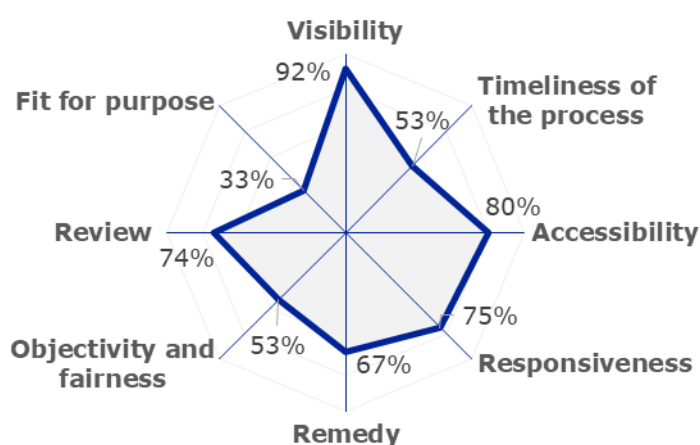 Visibility
92%
Timeliness of
the process
53%
Fit for purpose
33%
80%
Accessibility
Review
74%
75%
Responsiveness
Objectivity and
fairness
53%
67%
Remedy